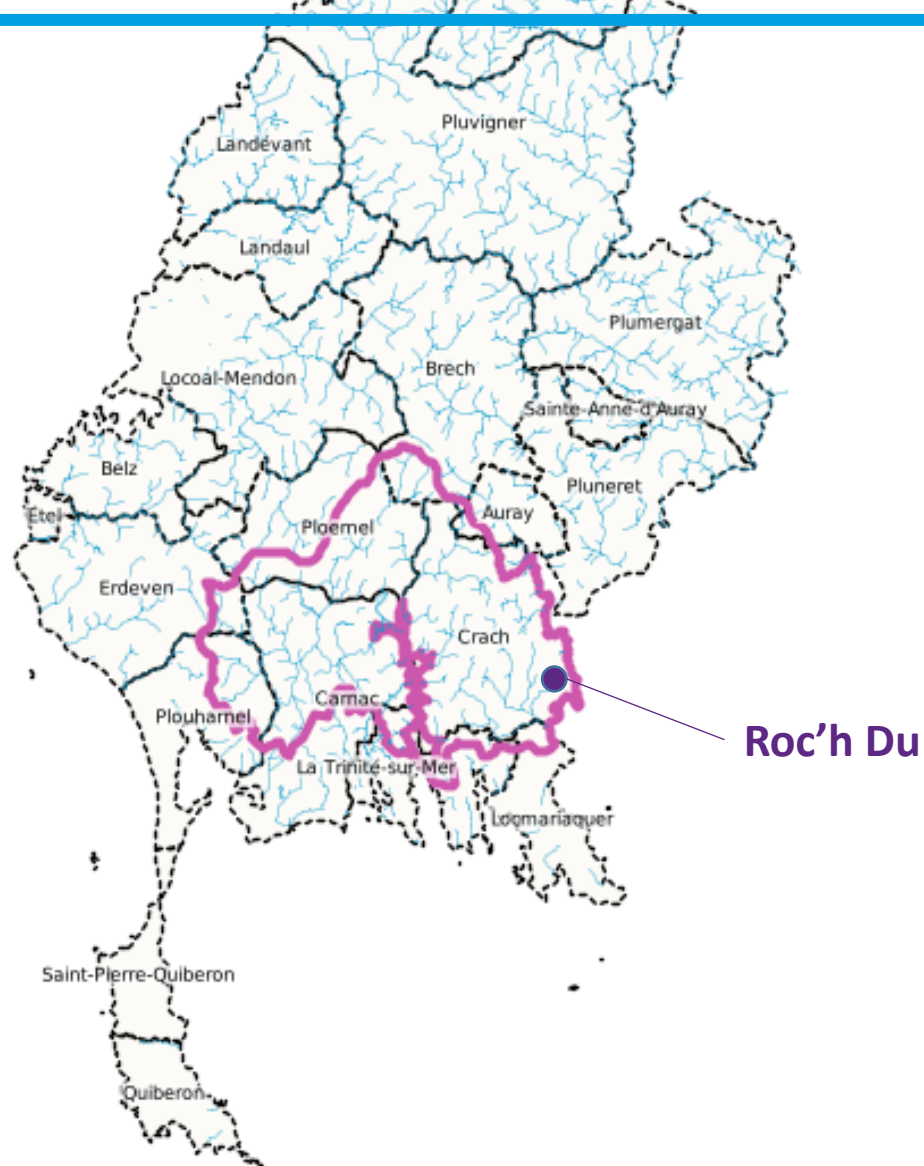 Pluvigner
Landévant
Landaul
Plumergat
Brech
Locoal-Mendon
Sainte-Anne-d'Auray
Belz
Pluneret
Auray
Etel
Ploemel
Erdeven
Crach
Carnac
Plouharnel
Roc’h Du
La Trinité-sur-Mer
Locmariaquer
Saint-Pierre-Quiberon
Quiberon